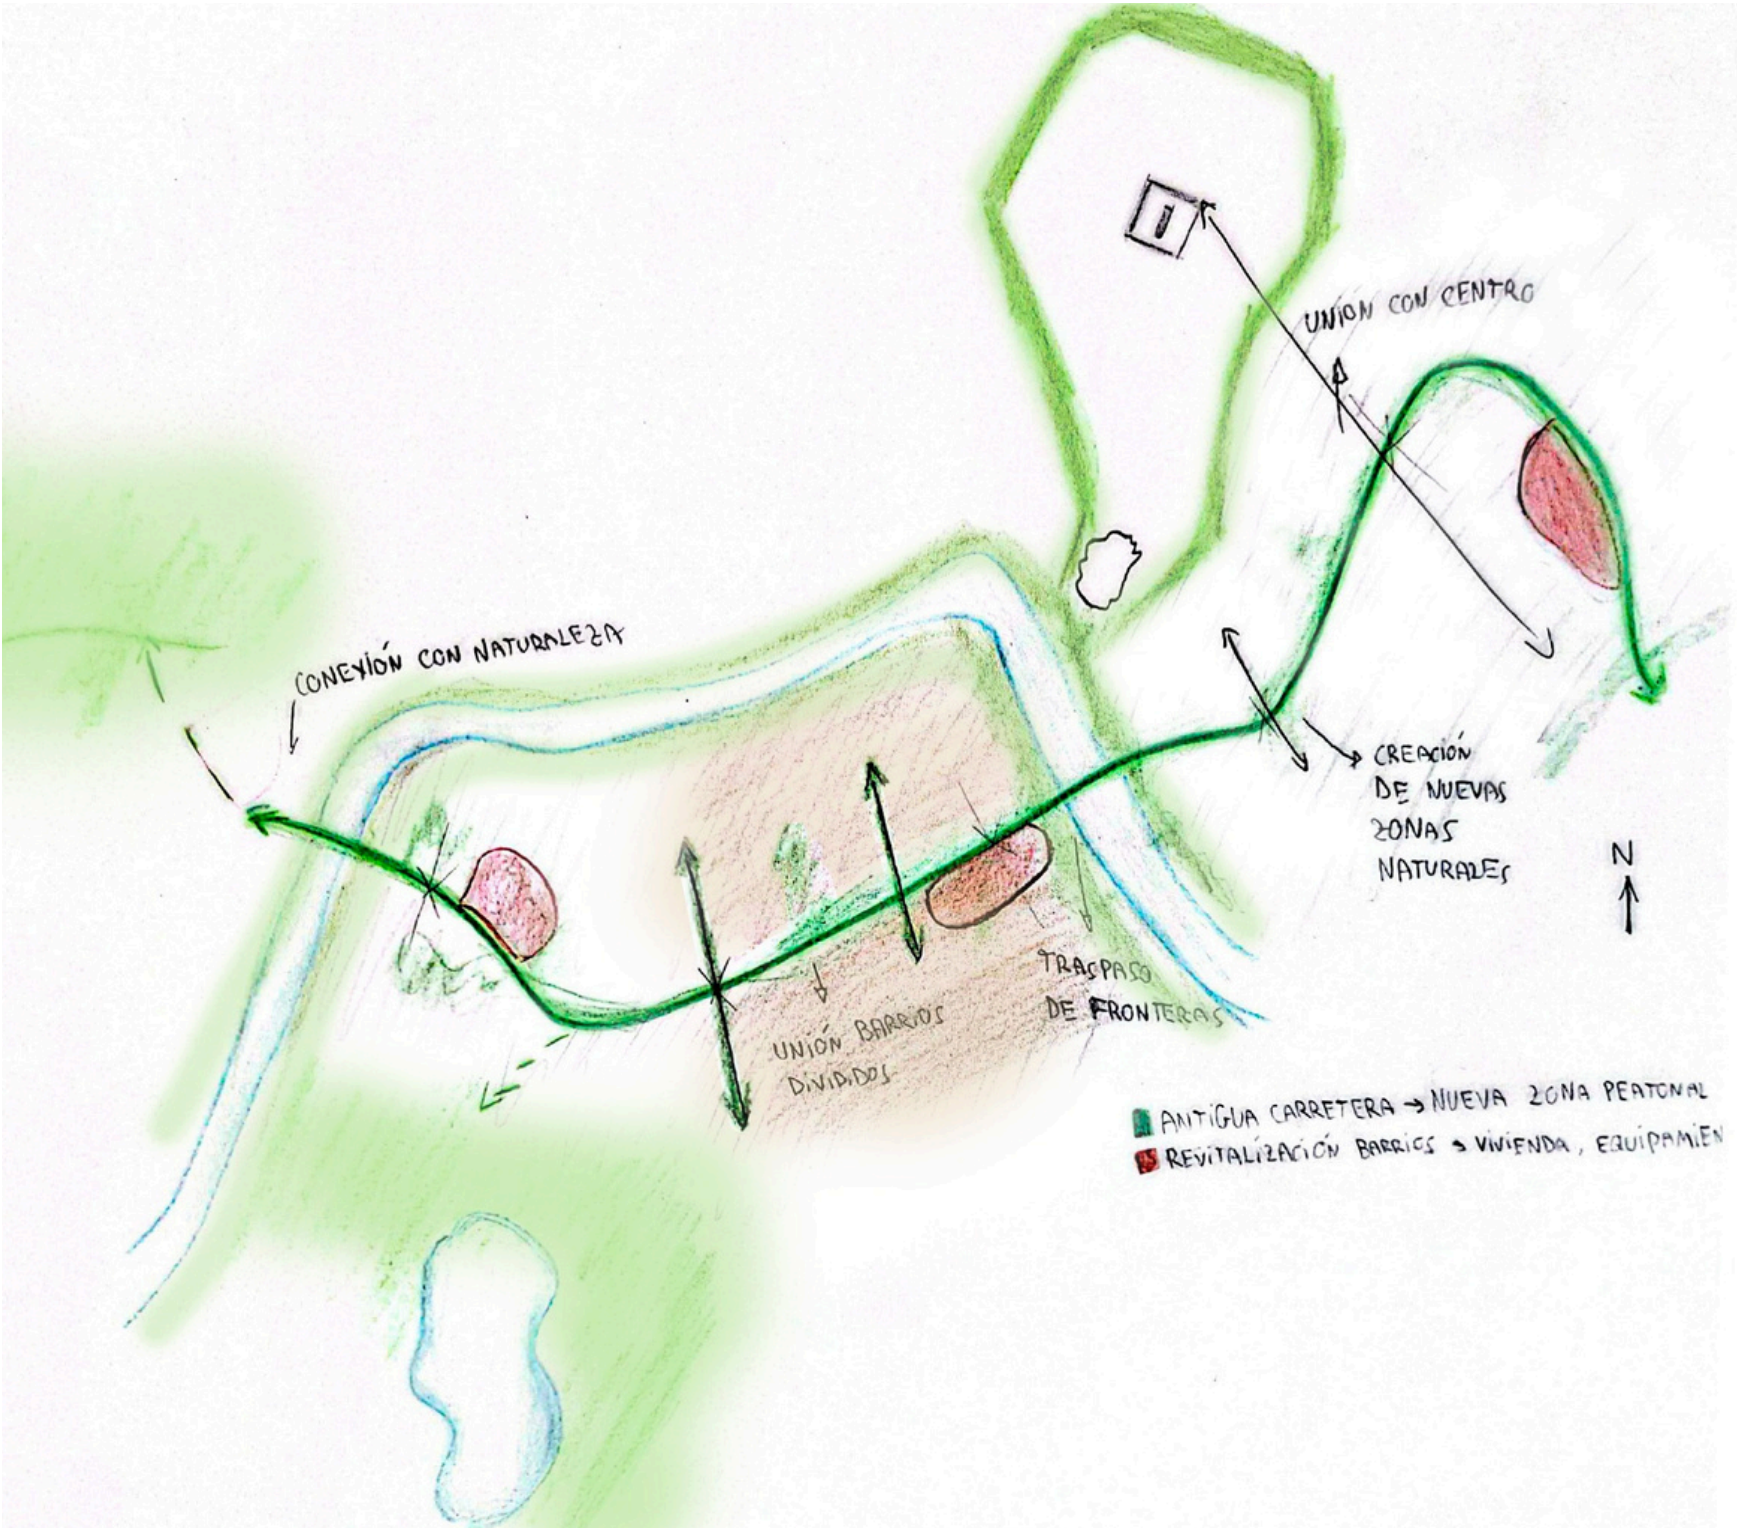 UNIÓN CON CENTRO
CONEXIÓN CON NATURALEZA
CREACIÓN
DE NUEVAS
ZONAS
NATURALES
N
TRASPASO
DE FRONTERAS
UNIÓN BARRIOS
DIVIDIDOS
ANTIGUA CARRETERA → NUEVA ZONA PEATONAL
REVITALIZACIÓN BARRIOS → VIVIENDA, EQUIPAMIEN